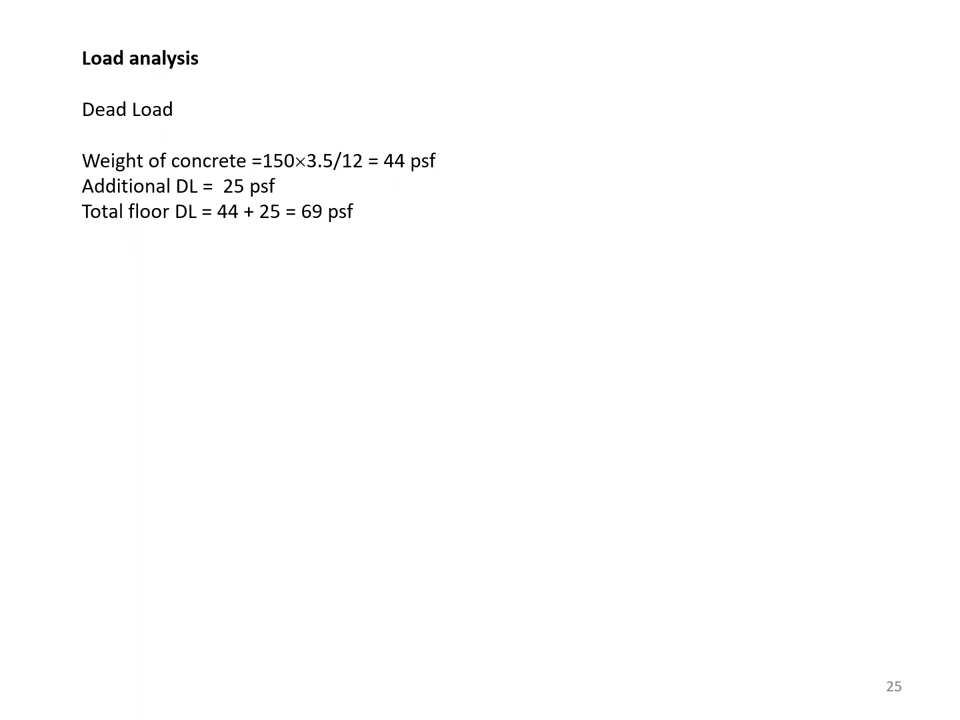 Load analysis
Dead Load
Weight of concrete =150×3.5/12 = 44 psf
Additional DL =  25 psf
Total floor DL = 44 + 25 = 69 psf
25